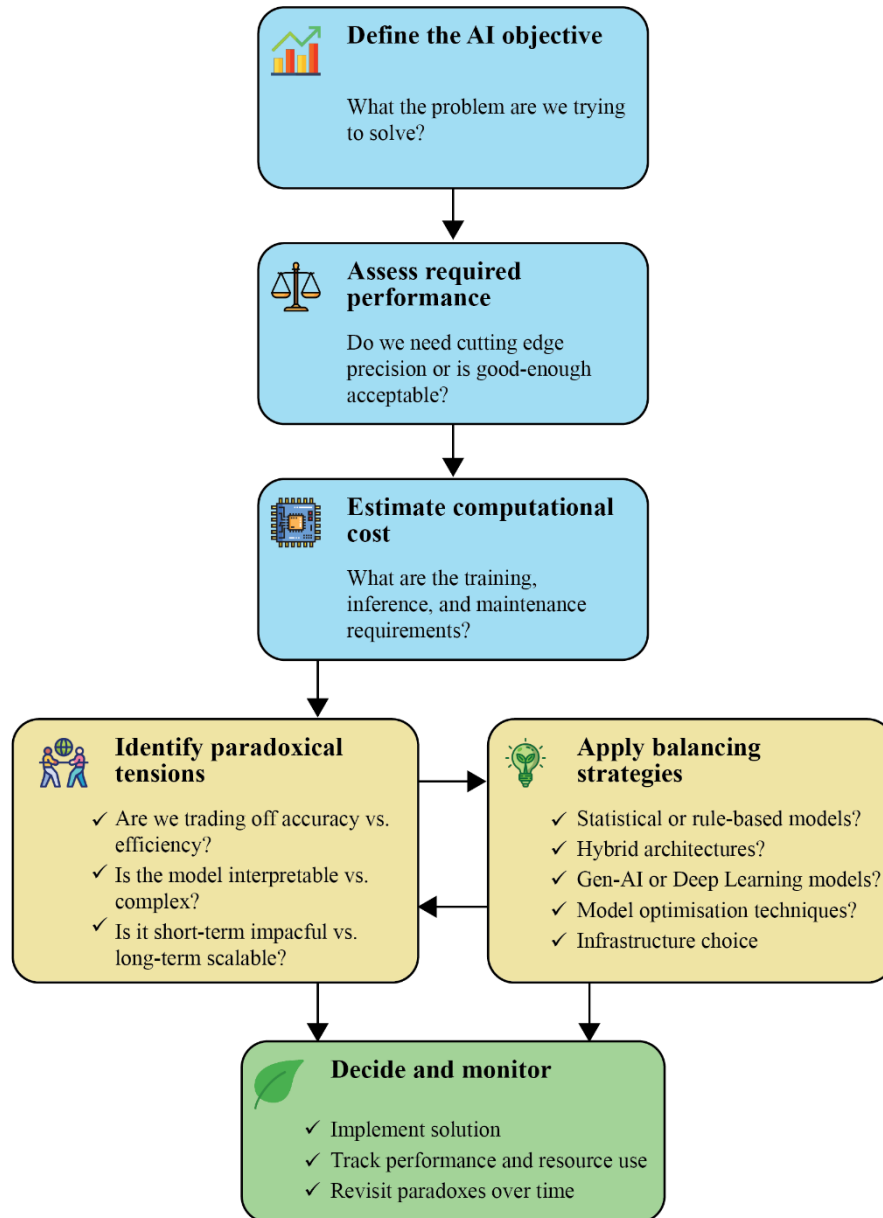 Define the AI objective
What the problem are we trying
to solve?
Assess required
performance
Do we need cutting edge
precision or is good-enough
acceptable?
Estimate computational
cost
What are the training,
inference, and maintenance
requirements?
Identify paradoxical
tensions
✓ Are we trading off accuracy vs.
efficiency?
✓ Is the model interpretable vs.
complex?
✓ Is it short-term impacful vs.
long-term scalable?
Apply balancing
strategies
✓ Statistical or rule-based models?
✓ Hybrid architectures?
✓ Gen-AI or Deep Learning models?
✓ Model optimisation techniques?
✓ Infrastructure choice
Decide and monitor
✓ Implement solution
✓ Track performance and resource use
✓ Revisit paradoxes over time